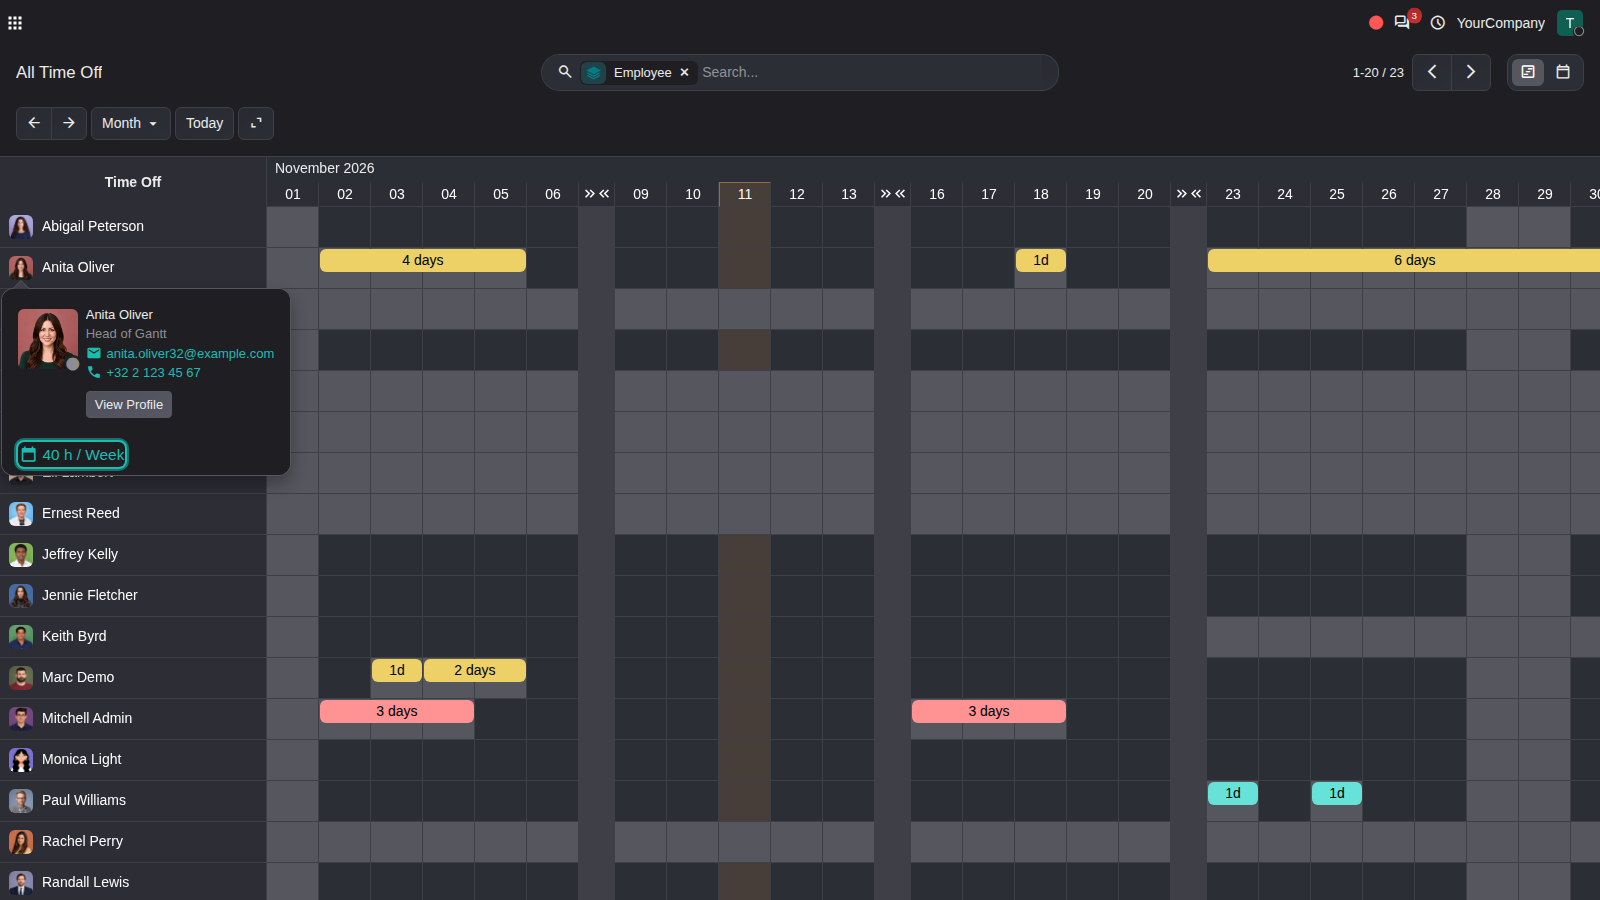 3
YourCompany
T
All Time Off
Employee
Search...
1-20 / 23
Month
Today
Time Off
November 2026
01 02 03 04 05 06 09 10 11 12 13 16 17 18 19 20 23 24 25 26 27 28 29 30
Abigail Peterson
Anita Oliver
4 days
1d
6 days
Anita Oliver
Head of Gantt
anita.oliver32@example.com
+32 2 123 45 67
View Profile
40 h / Week
Ernest Reed
Jeffrey Kelly
Jennie Fletcher
Keith Byrd
Marc Demo
1d
2 days
Mitchell Admin
3 days
3 days
Monica Light
Paul Williams
1d
1d
Rachel Perry
Randall Lewis